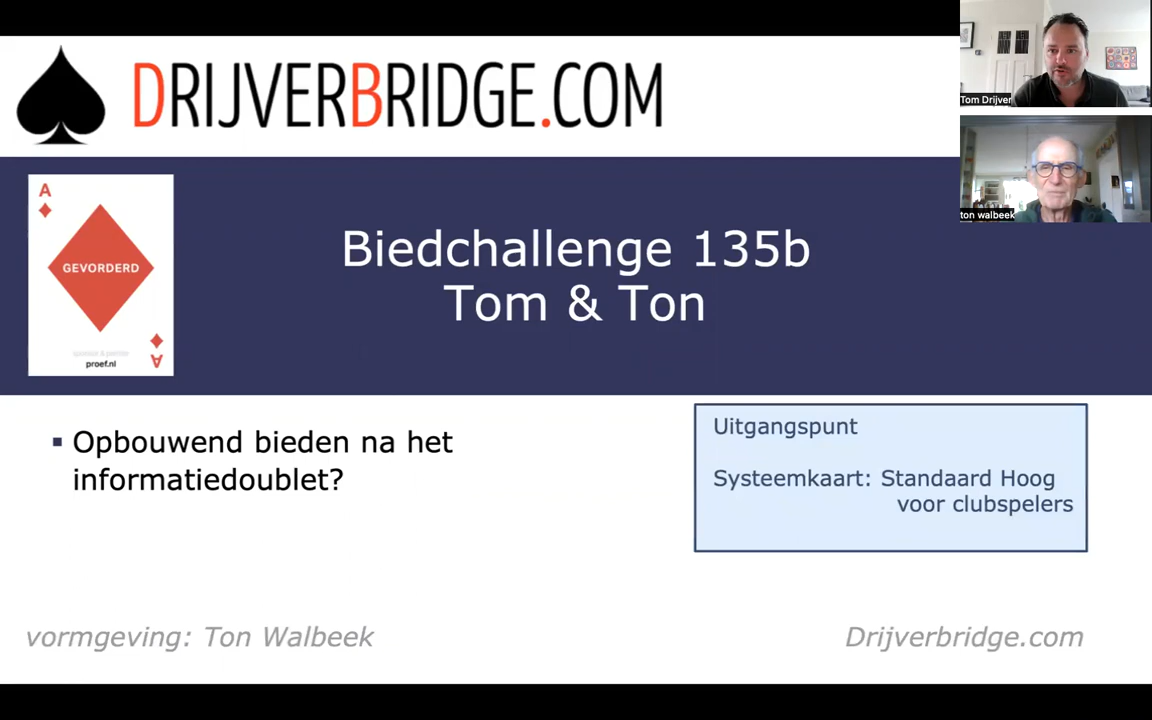 DRIJVERBRIDGE.COM
Tom Drijver
ton walbeek
A
GEVORDERD
proef.nl
A
Biedchallenge 135b
Tom & Ton
Opbouwend bieden na het
informatiedoublet?
Uitgangspunt
Systeemkaart: Standaard Hoog
voor clubspelers
vormgeving: Ton Walbeek
Drijverbridge.com